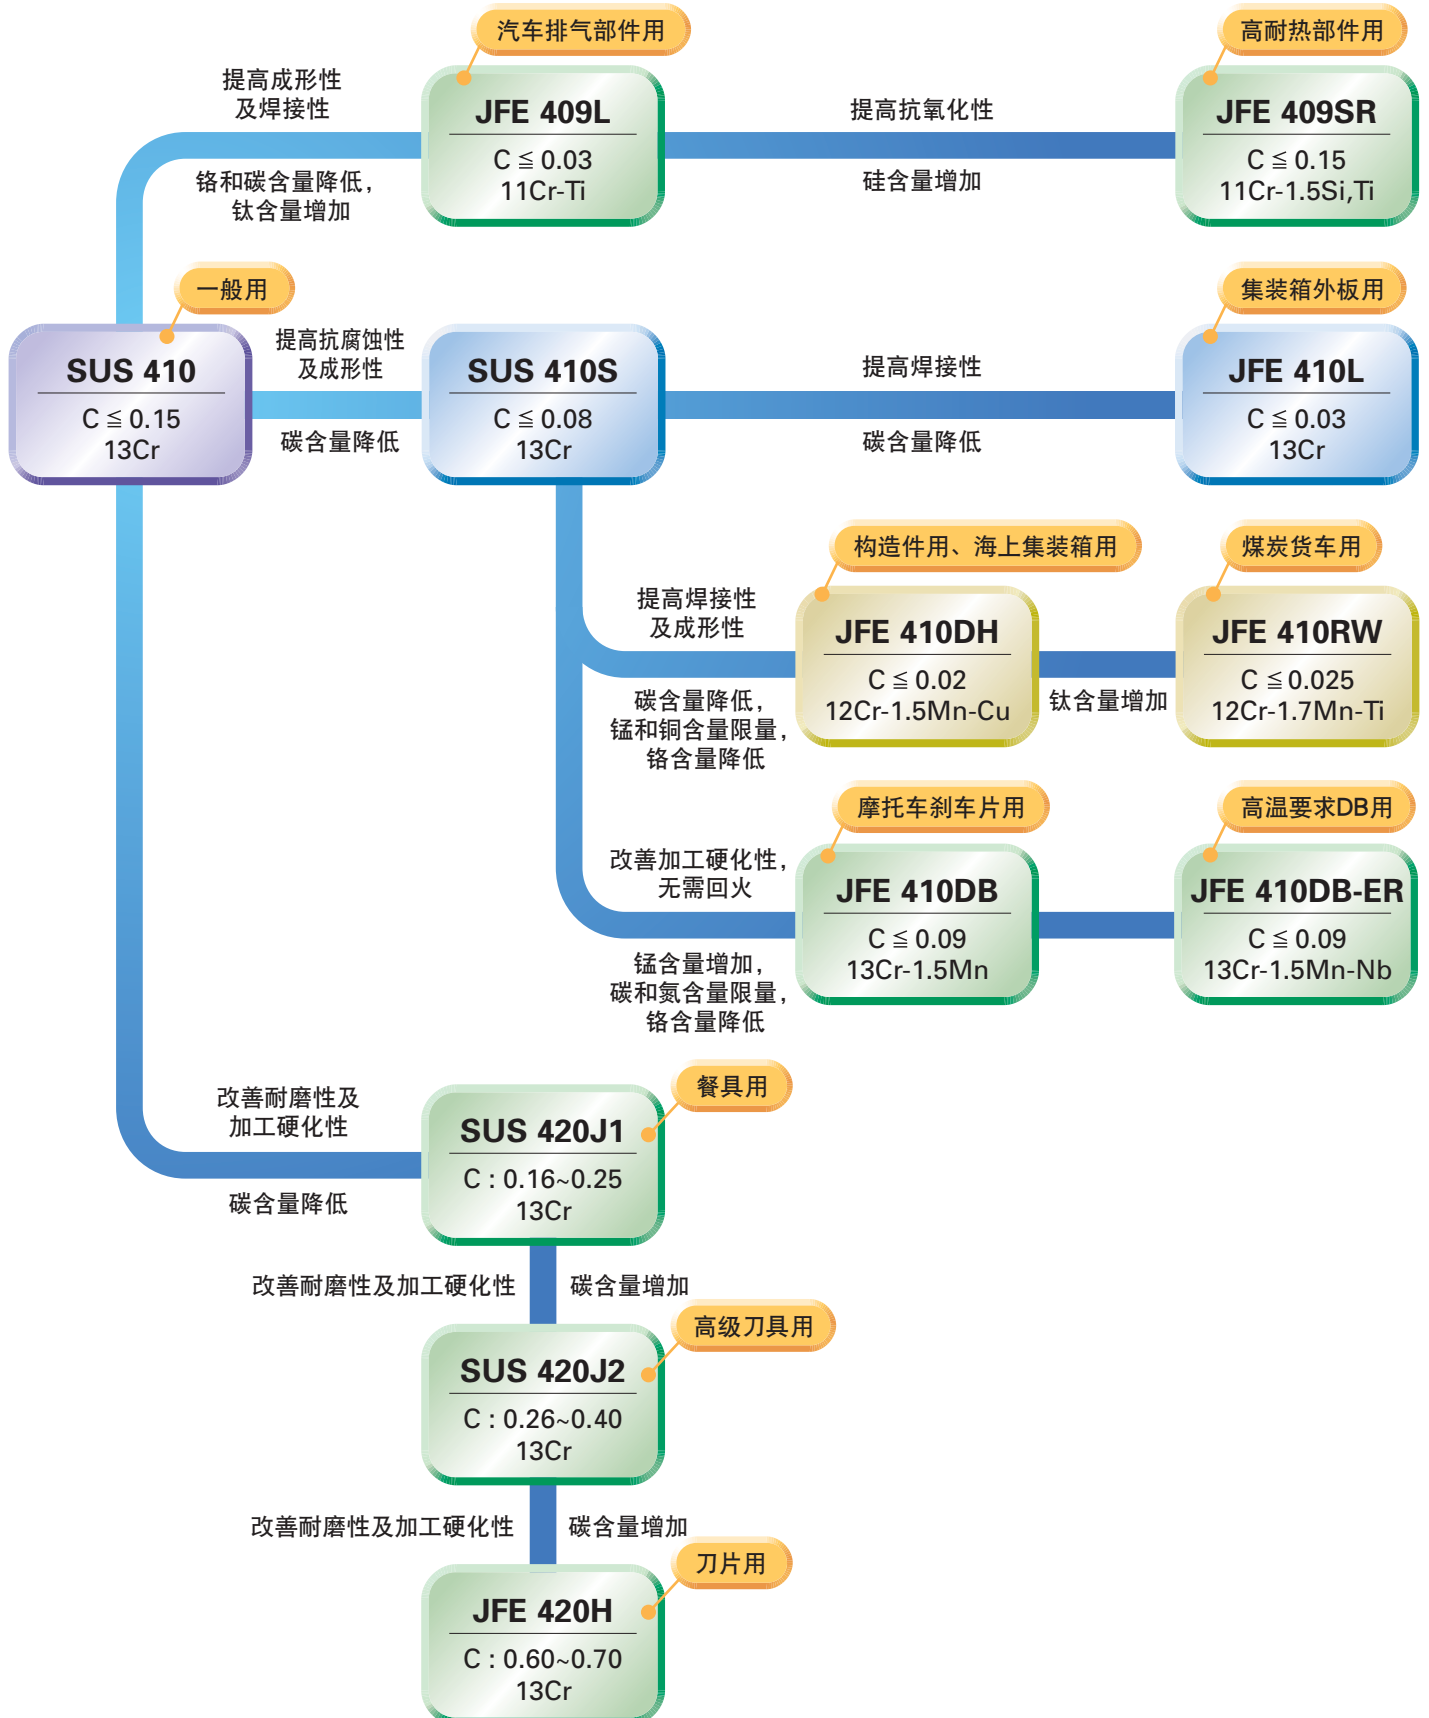 汽车排气部件用
高耐热部件用
提高成形性
及焊接性
JFE 409L
C ≦ 0.03
11Cr-Ti
提高抗氧化性
JFE 409SR
C ≦ 0.15
11Cr-1.5Si,Ti
铬和碳含量降低，
钛含量增加
硅含量增加
一般用
集装箱外板用
SUS 410
C ≦ 0.15
13Cr
提高抗腐蚀性
及成形性
碳含量降低
SUS 410S
C ≦ 0.08
13Cr
提高焊接性
碳含量降低
JFE 410L
C ≦ 0.03
13Cr
构造件用、海上集装箱用
煤炭货车用
提高焊接性
及成形性
碳含量降低，
锰和铜含量限量，
铬含量降低
JFE 410DH
C ≦ 0.02
12Cr-1.5Mn-Cu
钛含量增加
JFE 410RW
C ≦ 0.025
12Cr-1.7Mn-Ti
摩托车刹车片用
高温要求DB用
改善加工硬化性，
无需回火
锰含量增加，
碳和氮含量限量，
铬含量降低
JFE 410DB
C ≦ 0.09
13Cr-1.5Mn
JFE 410DB-ER
C ≦ 0.09
13Cr-1.5Mn-Nb
餐具用
改善耐磨性及
加工硬化性
碳含量降低
SUS 420J1
C : 0.16~0.25
13Cr
改善耐磨性及加工硬化性
碳含量增加
高级刀具用
SUS 420J2
C : 0.26~0.40
13Cr
改善耐磨性及加工硬化性
碳含量增加
刀片用
JFE 420H
C : 0.60~0.70
13Cr